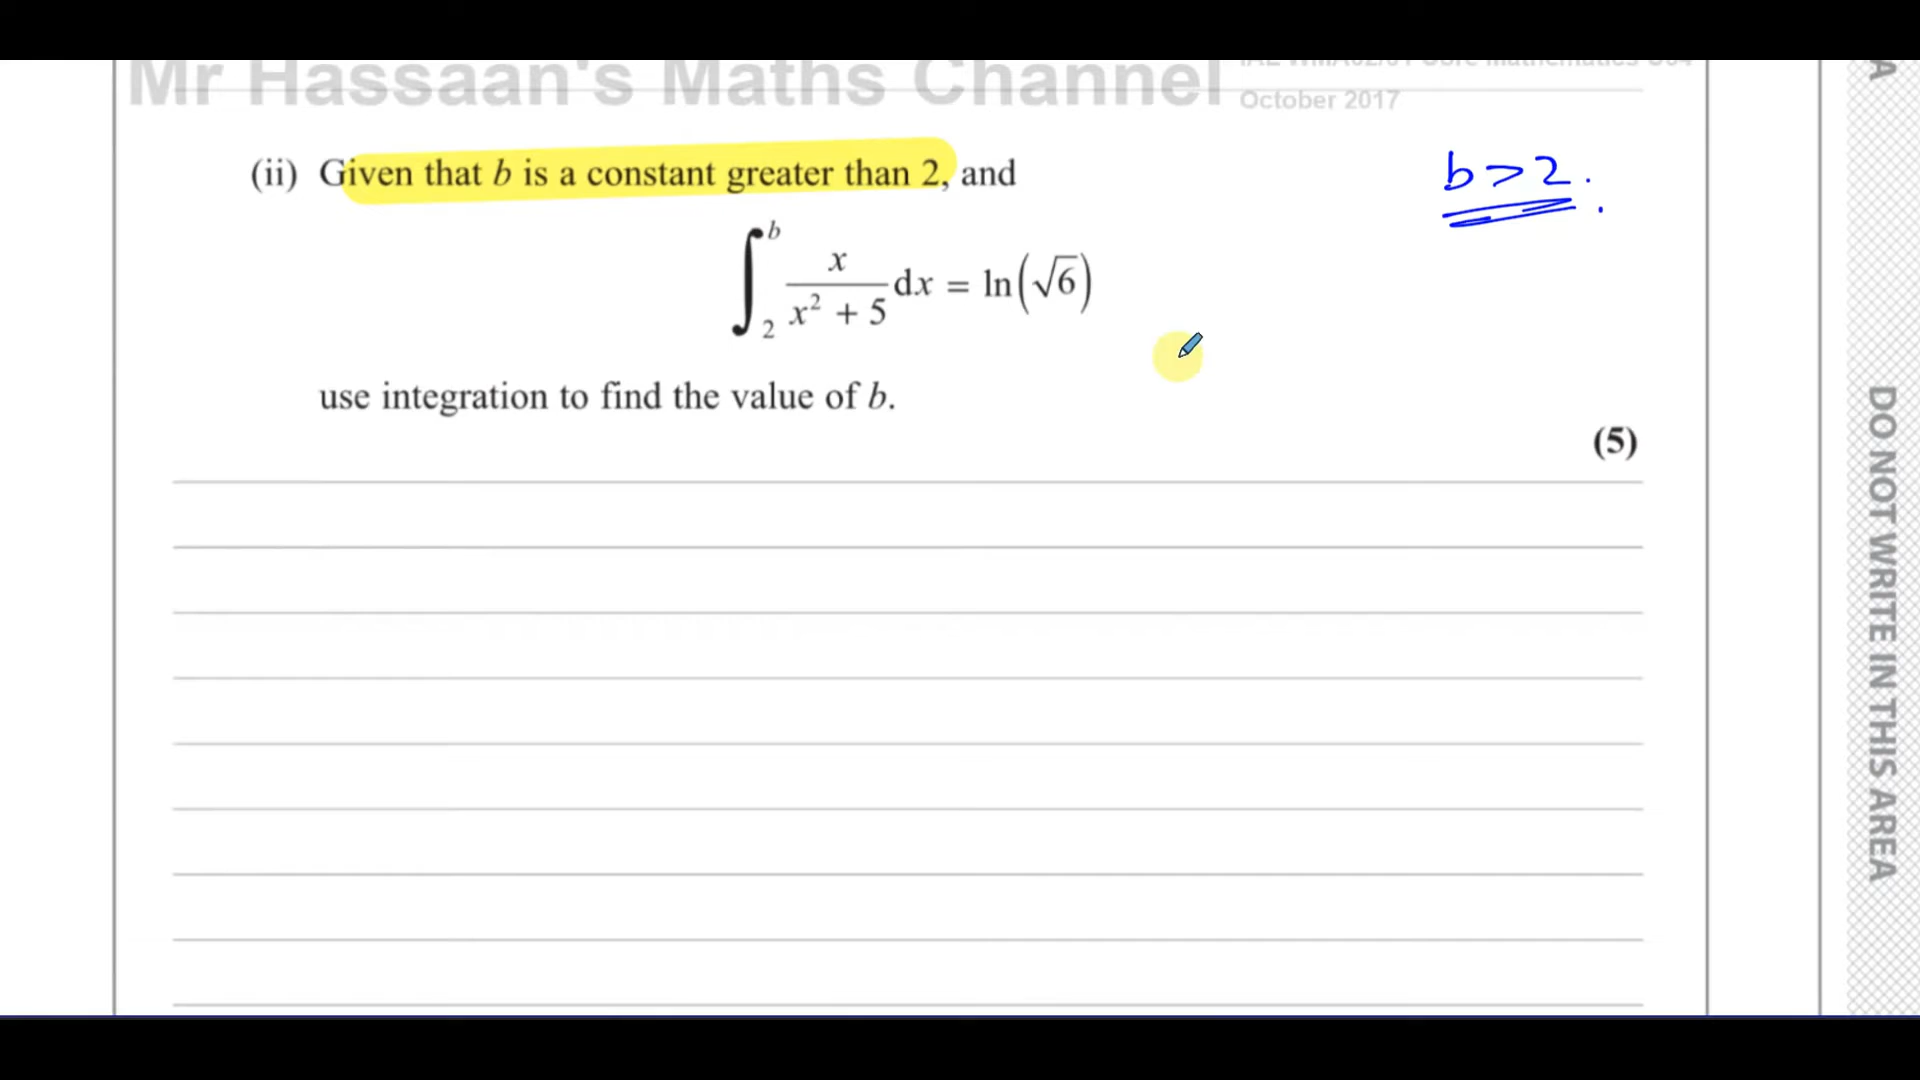 Mr Hassaan's Maths Channel
October 2017
(ii) Given that b is a constant greater than 2, and
b > 2.
∫₂ᵇ x/(x² + 5) dx = ln(√6)
use integration to find the value of b.
(5)
A
DO NOT WRITE IN THIS AREA